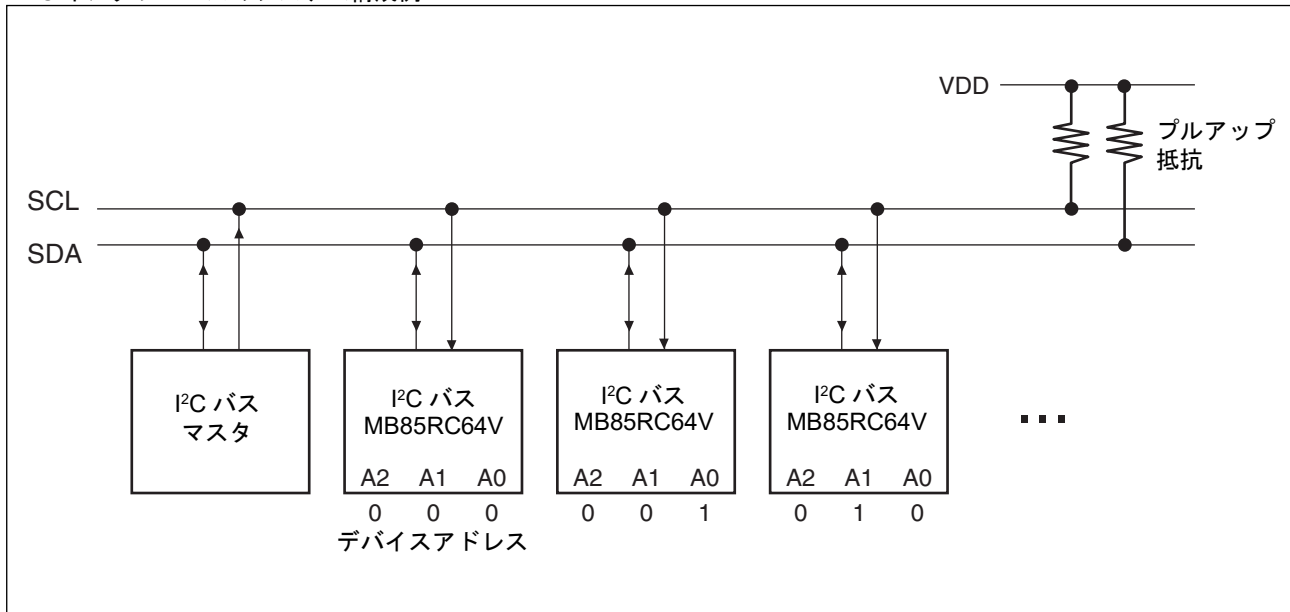 VDD
プルアップ
抵抗
SCL
SDA
I²C バス
マスタ
I²C バス
MB85RC64V
A2 A1 A0
0 0 0
デバイスアドレス
I²C バス
MB85RC64V
A2 A1 A0
0 0 1
I²C バス
MB85RC64V
A2 A1 A0
0 1 0